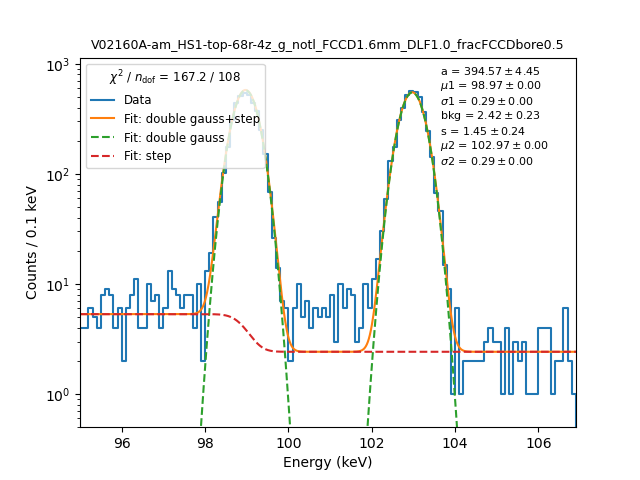 V02160A-am_HS1-top-68r-4z_g_notl_FCCD1.6mm_DLF1.0_fracFCCDbore0.5
χ² / n_dof = 167.2 / 108
Data
Fit: double gauss+step
Fit: double gauss
Fit: step
a = 394.57 ± 4.45
μ1 = 98.97 ± 0.00
σ1 = 0.29 ± 0.00
bkg = 2.42 ± 0.23
s = 1.45 ± 0.24
μ2 = 102.97 ± 0.00
σ2 = 0.29 ± 0.00
Counts / 0.1 keV
10³
10²
10¹
10⁰
96 98 100 102 104 106
Energy (keV)